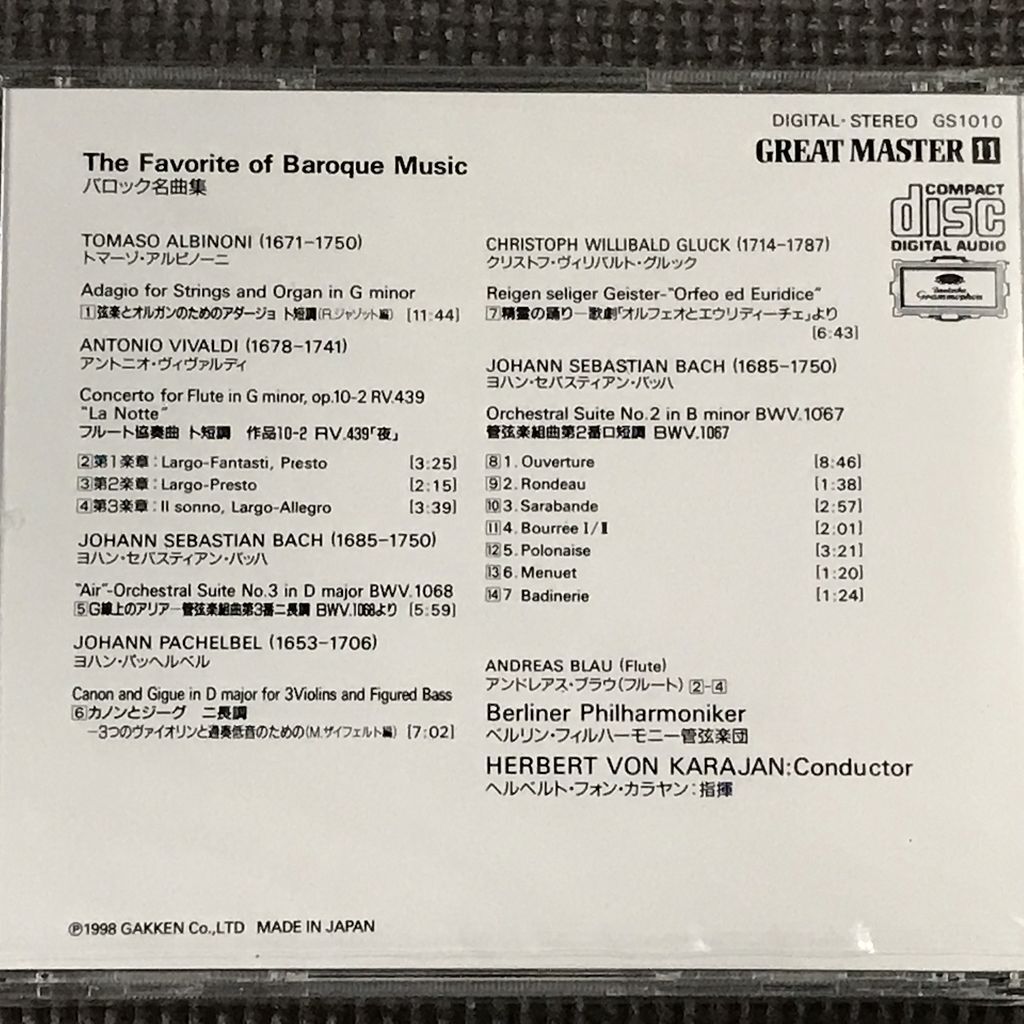 DIGITAL・STEREO GS1010
GREAT MASTER 11
COMPACT
disc
DIGITAL AUDIO
Deutsche
Grammophon
The Favorite of Baroque Music
バロック名曲集
TOMASO ALBINONI (1671–1750)
トマーゾ・アルビノーニ
Adagio for Strings and Organ in G minor
1 弦楽とオルガンのためのアダージョ ト短調(R.ジャゾット編) [11:44]
ANTONIO VIVALDI (1678–1741)
アントニオ・ヴィヴァルディ
Concerto for Flute in G minor, op.10-2 RV.439
"La Notte"
フルート協奏曲 ト短調 作品10-2 RV.439「夜」
2 第1楽章:Largo-Fantasti, Presto [3:25]
3 第2楽章:Largo-Presto [2:15]
4 第3楽章:Il sonno, Largo-Allegro [3:39]
JOHANN SEBASTIAN BACH (1685–1750)
ヨハン・セバスティアン・バッハ
"Air"-Orchestral Suite No.3 in D major BWV.1068
5 G線上のアリア―管弦楽組曲第3番ニ長調 BWV.1068より [5:59]
JOHANN PACHELBEL (1653–1706)
ヨハン・パッヘルベル
Canon and Gigue in D major for 3Violins and Figured Bass
6 カノンとジーグ ニ長調
―3つのヴァイオリンと通奏低音のための(M.ザイフェルト編) [7:02]
CHRISTOPH WILLIBALD GLUCK (1714–1787)
クリストフ・ヴィリバルト・グルック
Reigen seliger Geister-"Orfeo ed Euridice"
7 精霊の踊り―歌劇「オルフェオとエウリディーチェ」より
[6:43]
JOHANN SEBASTIAN BACH (1685–1750)
ヨハン・セバスティアン・バッハ
Orchestral Suite No.2 in B minor BWV.1067
管弦楽組曲第2番ロ短調 BWV.1067
8 1. Ouverture [8:46]
9 2. Rondeau [1:38]
10 3. Sarabande [2:57]
11 4. Bourrée I/II [2:01]
12 5. Polonaise [3:21]
13 6. Menuet [1:20]
14 7 Badinerie [1:24]
ANDREAS BLAU (Flute)
アンドレアス・ブラウ(フルート) 2-4
Berliner Philharmoniker
ベルリン・フィルハーモニー管弦楽団
HERBERT VON KARAJAN:Conductor
ヘルベルト・フォン・カラヤン:指揮
℗1998 GAKKEN Co.,LTD MADE IN JAPAN